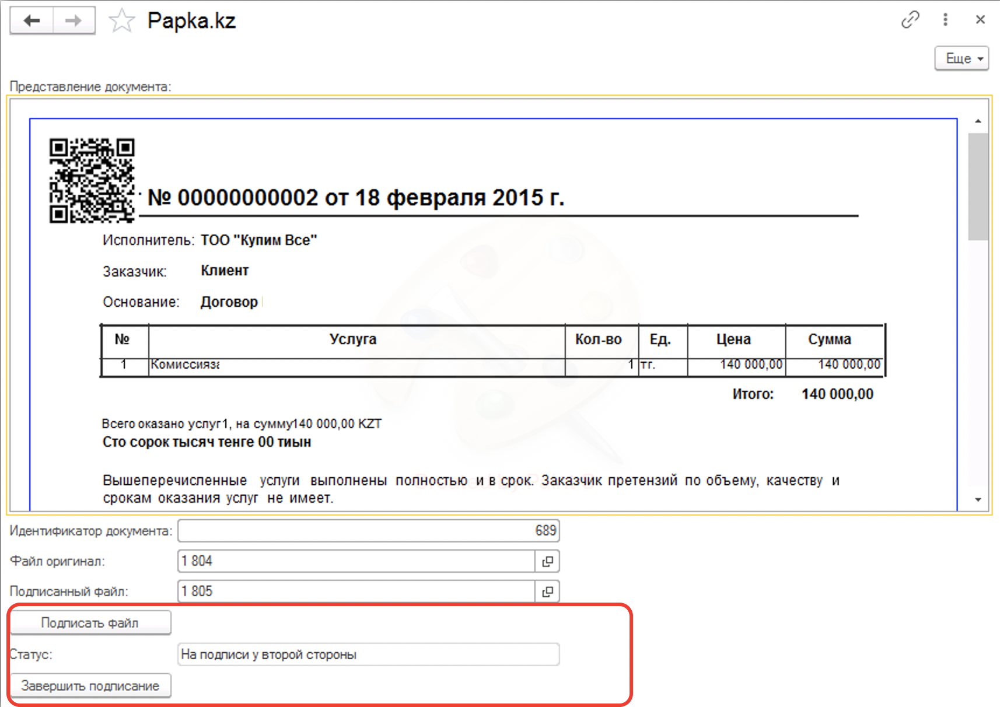 Papka.kz
Еще
Представление документа:
№ 00000000002 от 18 февраля 2015 г.
Исполнитель: ТОО "Купим Все"
Заказчик: Клиент
Основание: Договор
№ Услуга Кол-во Ед. Цена Сумма
1 Комиссияза 1 тг. 140 000,00 140 000,00
Итого: 140 000,00
Всего оказано услуг1, на сумму140 000,00 KZT
Сто сорок тысяч тенге 00 тиын
Вышеперечисленные услуги выполнены полностью и в срок. Заказчик претензий по объему, качеству и
срокам оказания услуг не имеет.
Идентификатор документа: 689
Файл оригинал: 1 804
Подписанный файл: 1 805
Подписать файл
Статус: На подписи у второй стороны
Завершить подписание